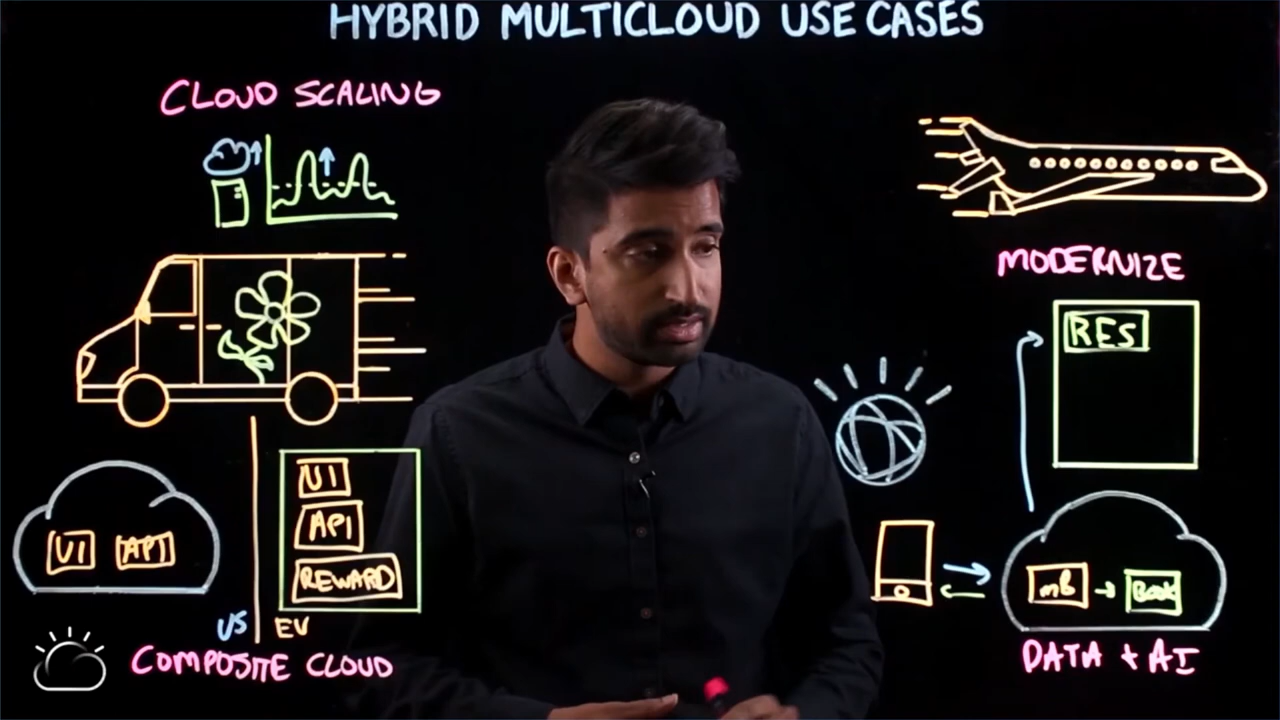 HYBRID MULTICLOUD USE CASES
CLOUD SCALING
MODERNIZE
RES
UI
API
REWARD
UI API
US EU
COMPOSITE CLOUD
mB
BOOK
DATA + AI